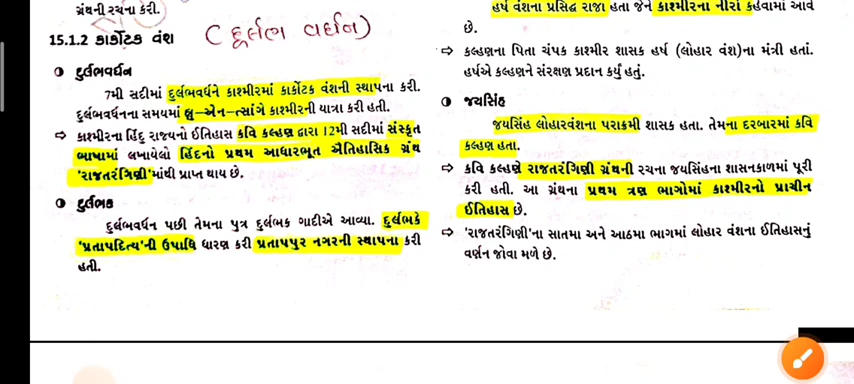 ગ્રંથની રચના કરી.
15.1.2 કાર્કોટક વંશ
(દૂર્લભ વર્ધન)
દુર્લભવર્ધન
7મી સદીમાં દુર્લભવર્ધને કાશ્મીરમાં કાર્કોટક વંશની સ્થાપના કરી.
દુર્લભવર્ધનના સમયમાં હ્યુ-એન-ત્સાંગે કાશ્મીરની યાત્રા કરી હતી.
⇨ કાશ્મીરના હિંદુ રાજ્યનો ઈતિહાસ કવિ કલ્હણ દ્વારા 12મી સદીમાં સંસ્કૃત
ભાષામાં લખાયેલો હિંદનો પ્રથમ આધારભૂત ઐતિહાસિક ગ્રંથ
'રાજતરંગિણી'માંથી પ્રાપ્ત થાય છે.
દુર્લભક
દુર્લભવર્ધન પછી તેમના પુત્ર દુર્લભક ગાદીએ આવ્યા. દુર્લભકે
'પ્રતાપદિત્ય'ની ઉપાધિ ધારણ કરી પ્રતાપપુર નગરની સ્થાપના કરી
હતી.
હર્ષ વંશના પ્રસિદ્ધ રાજા હતા જેને કાશ્મીરના નીરો કહેવામાં આવે
છે.
⇨ કલ્હણના પિતા ચંપક કાશ્મીર શાસક હર્ષ (લોહાર વંશ)ના મંત્રી હતાં.
હર્ષએ કલ્હણને સંરક્ષણ પ્રદાન કર્યું હતું.
જયસિંહ
જયસિંહ લોહારવંશના પરાક્રમી શાસક હતા. તેમના દરબારમાં કવિ
કલ્હણ હતા.
⇨ કવિ કલ્હણે રાજતરંગિણી ગ્રંથની રચના જયસિંહના શાસનકાળમાં પૂરી
કરી હતી. આ ગ્રંથના પ્રથમ ત્રણ ભાગોમાં કાશ્મીરનો પ્રાચીન
ઈતિહાસ છે.
⇨ 'રાજતરંગિણી'ના સાતમા અને આઠમા ભાગમાં લોહાર વંશના ઈતિહાસનું
વર્ણન જોવા મળે છે.